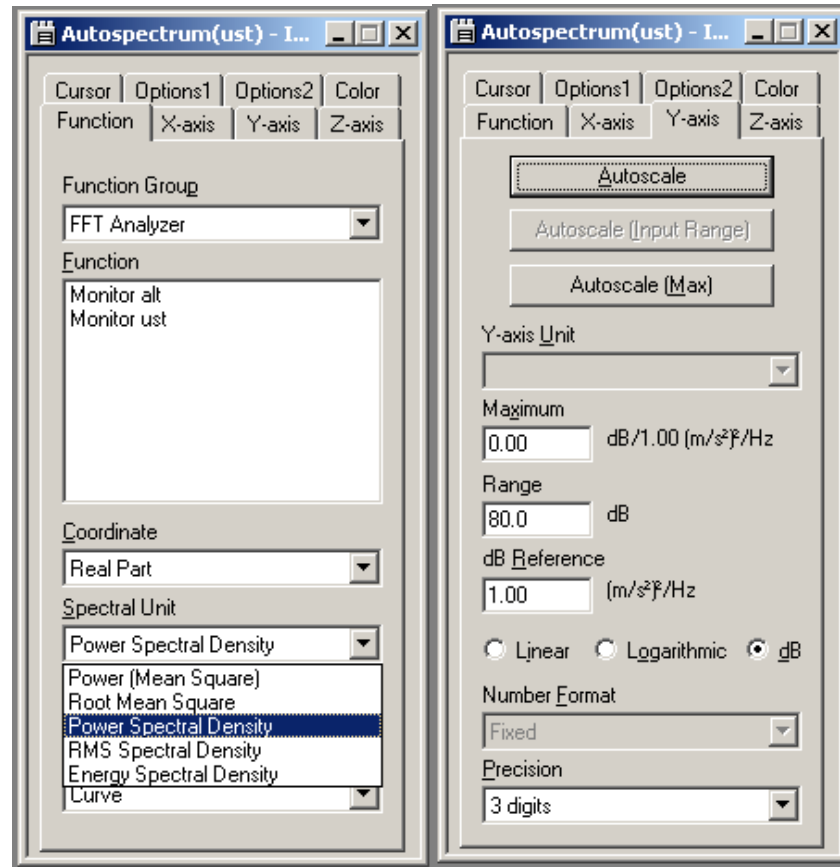 Autospectrum(ust) - I...
Cursor Options1 Options2 Color
Function X-axis Y-axis Z-axis
Function Group
FFT Analyzer
Function
Monitor alt
Monitor ust
Coordinate
Real Part
Spectral Unit
Power Spectral Density
Power (Mean Square)
Root Mean Square
Power Spectral Density
RMS Spectral Density
Energy Spectral Density
Curve
Autospectrum(ust) - I...
Cursor Options1 Options2 Color
Function X-axis Y-axis Z-axis
Autoscale
Autoscale (Input Range)
Autoscale (Max)
Y-axis Unit
Maximum
0.00 dB/1.00 (m/s²)²/Hz
Range
80.0 dB
dB Reference
1.00 (m/s²)²/Hz
Linear Logarithmic dB
Number Format
Fixed
Precision
3 digits